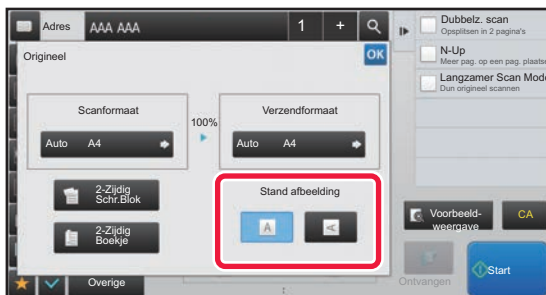 Adres AAA AAA 1 +
Origineel OK
Scanformaat
Auto A4
100%
Verzendformaat
Auto A4
2-Zijdig
Schr.Blok
2-Zijdig
Boekje
Stand afbeelding
A A
Overige
Dubbelz. scan
Opsplitsen in 2 pagina's
N-Up
Meer pag. op een pag. plaatse
Langzamer Scan Mode
Dun origineel scannen
Voorbeeld-
weergave
CA
Ontvangen
Start